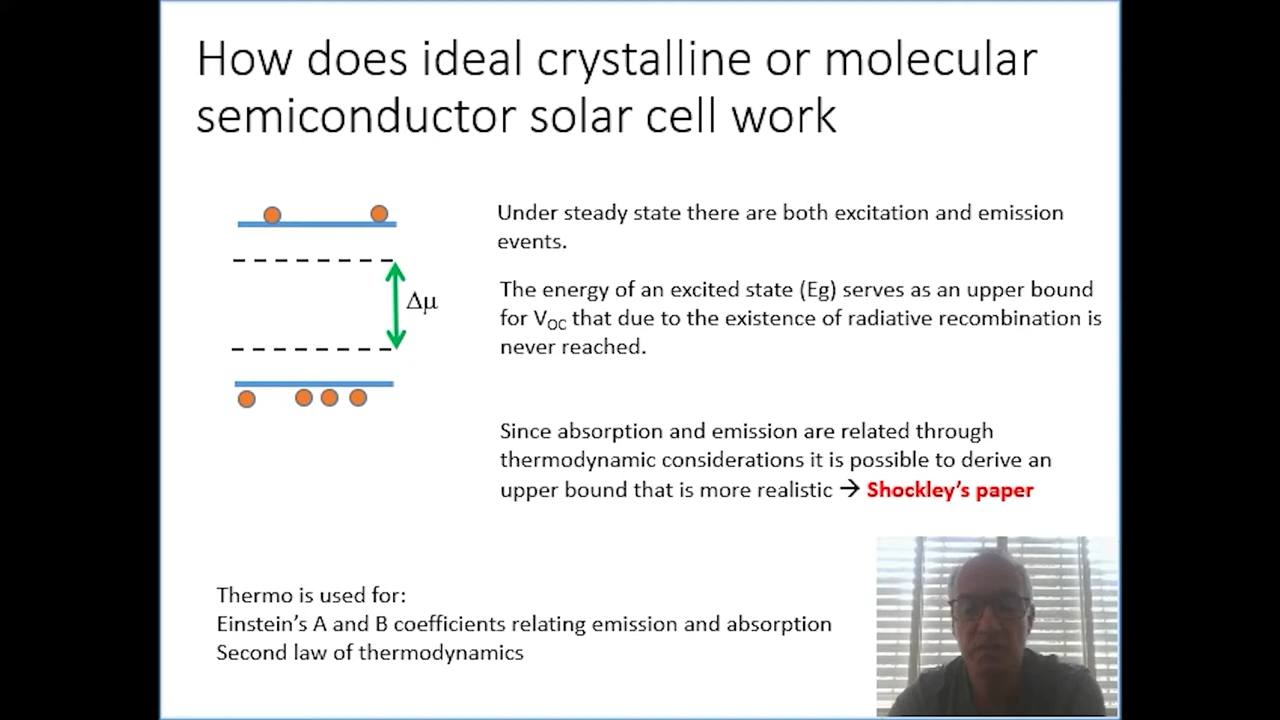 How does ideal crystalline or molecular
semiconductor solar cell work
Under steady state there are both excitation and emission
events.
Δμ
The energy of an excited state (Eg) serves as an upper bound
for VOC that due to the existence of radiative recombination is
never reached.
Since absorption and emission are related through
thermodynamic considerations it is possible to derive an
upper bound that is more realistic → Shockley's paper
Thermo is used for:
Einstein's A and B coefficients relating emission and absorption
Second law of thermodynamics